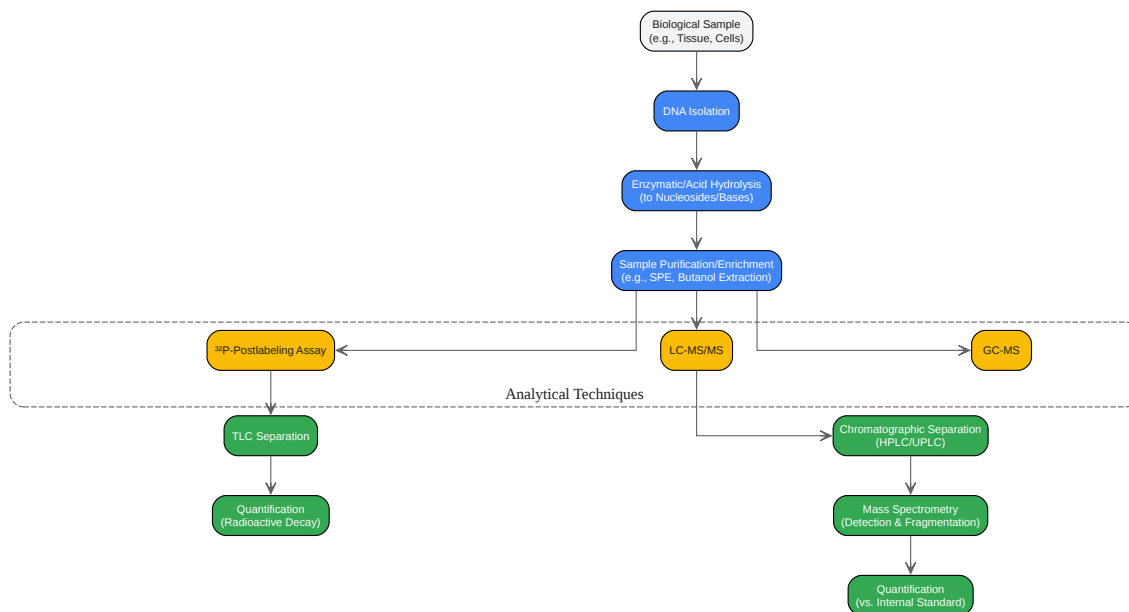 Biological Sample
(e.g., Tissue, Cells)
DNA Isolation
Enzymatic/Acid Hydrolysis
(to Nucleosides/Bases)
Sample Purification/Enrichment
(e.g., SPE, Butanol Extraction)
³²P-Postlabeling Assay
LC-MS/MS
GC-MS
Analytical Techniques
TLC Separation
Chromatographic Separation
(HPLC/UPLC)
Quantification
(Radioactive Decay)
Mass Spectrometry
(Detection & Fragmentation)
Quantification
(vs. Internal Standard)